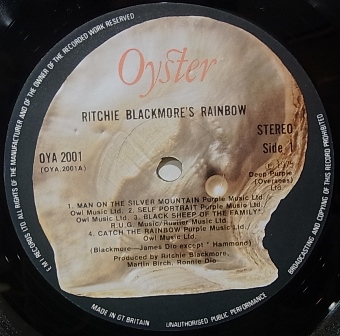 E.M.I. RECORDS LTD. ALL RIGHTS OF THE MANUFACTURER AND OF THE OWNER OF THE RECORDED WORK RESERVED
Oyster
RITCHIE BLACKMORE'S RAINBOW
OYA 2001
(OYA.2001A)
STEREO
Side 1
℗ 1975
Deep Purple
(Overseas)
Ltd
1. MAN ON THE SILVER MOUNTAIN Purple Music Ltd.
Owl Music Ltd. 2. SELF PORTRAIT Purple Music Ltd.
Owl Music Ltd. 3. BLACK SHEEP OF THE FAMILY*
R.U.G. Music/Hustler Music Ltd.
4. CATCH THE RAINBOW Purple Music Ltd.
Owl Music Ltd.
(Blackmore—James Dio except * Hammond)
Produced by Ritchie Blackmore,
Martin Birch, Ronnie Dio
MADE IN GT BRITAIN
UNAUTHORISED PUBLIC PERFORMANCE
BROADCASTING AND COPYING OF THIS RECORD PROHIBITED